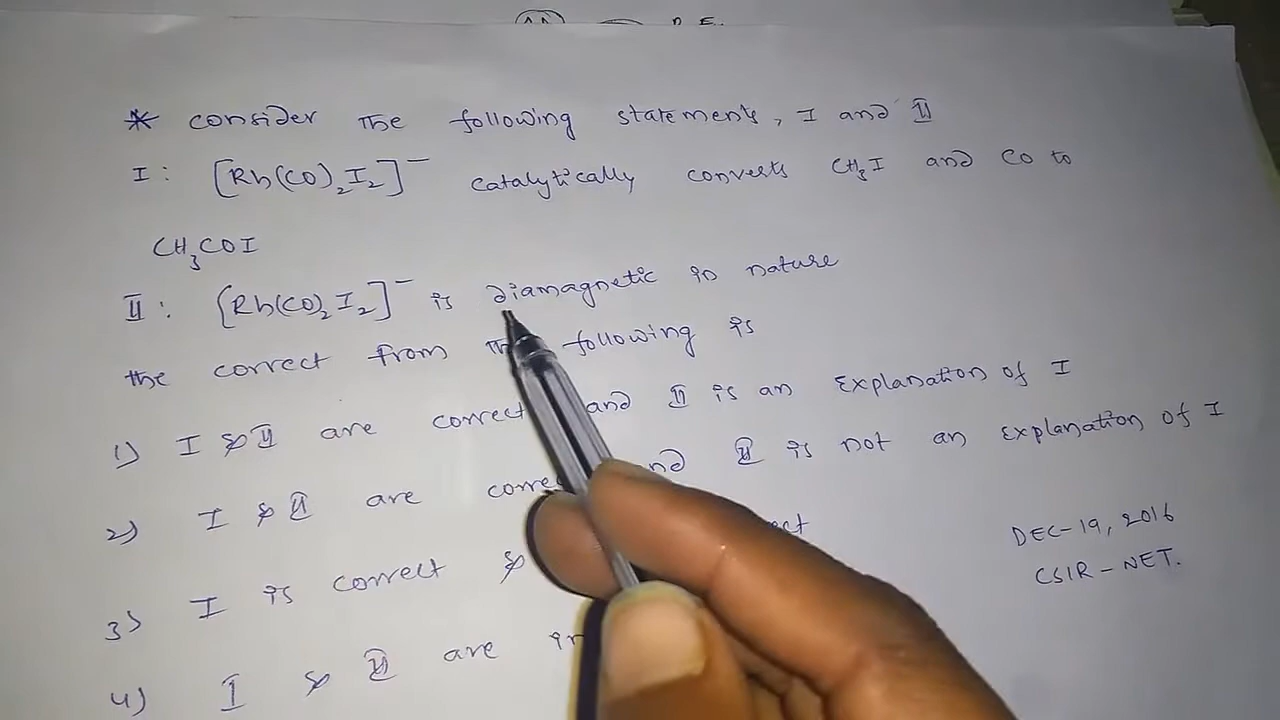 * consider the following statements, I and II
I : [Rh(CO)₂I₂]⁻ catalytically converts CH₃I and CO to
CH₃COI
II : [Rh(CO)₂I₂]⁻ is diamagnetic in nature
the correct from the following is
1) I & II are correct and II is an Explanation of I
2) I & II are and II is not an Explanation of I
3) I is correct &
4) I & II are
DEC-19, 2016
CSIR-NET.